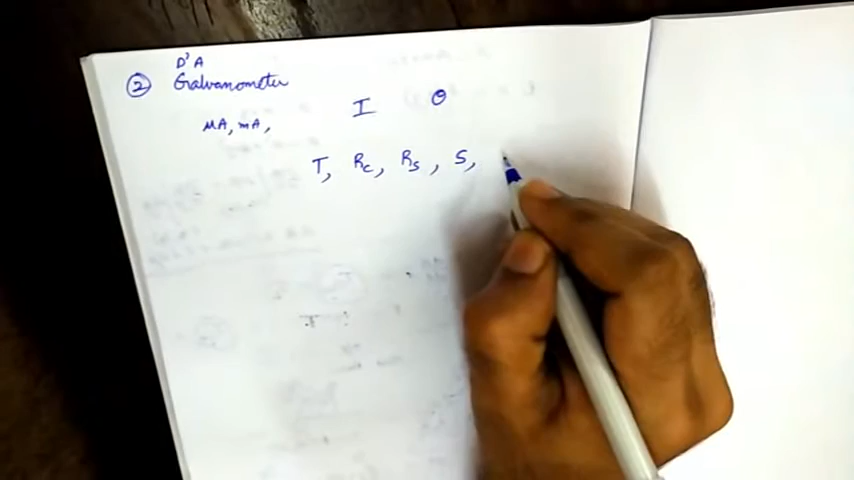 D'A
② Galvanometer
I θ
μA, mA,
T, Rc, Rs, S,